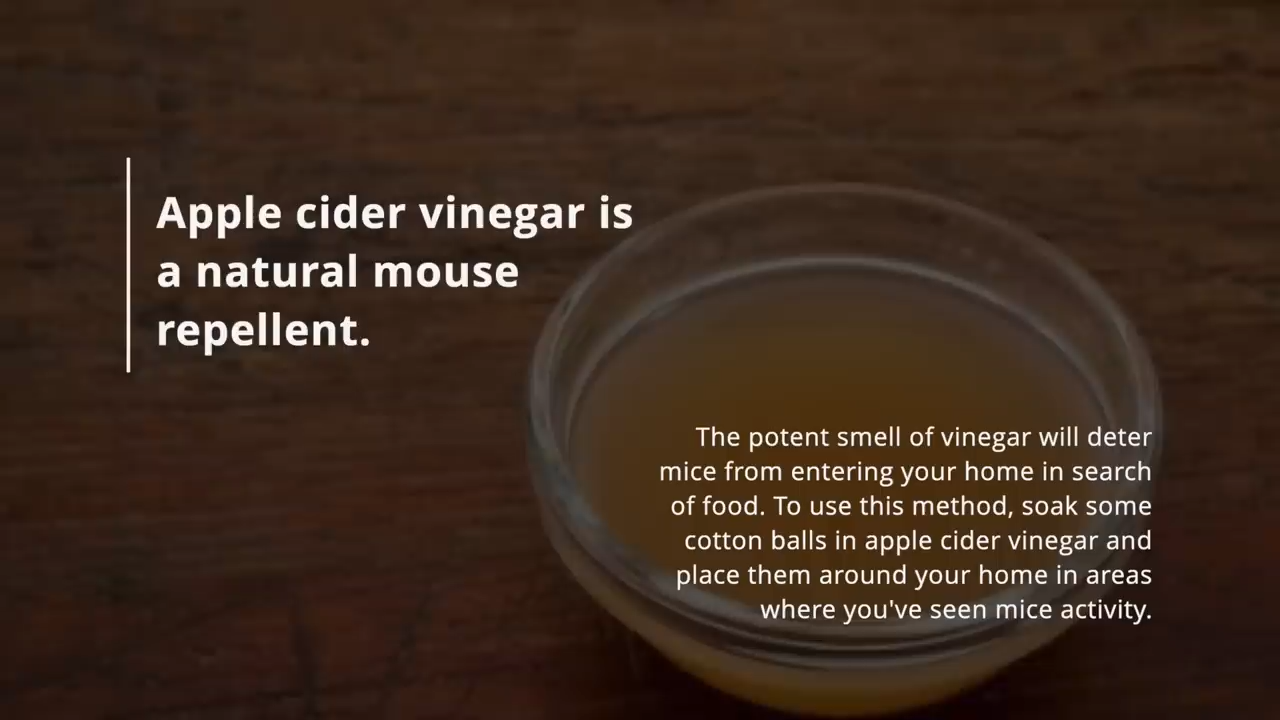 Apple cider vinegar is
a natural mouse
repellent.
The potent smell of vinegar will deter
mice from entering your home in search
of food. To use this method, soak some
cotton balls in apple cider vinegar and
place them around your home in areas
where you've seen mice activity.